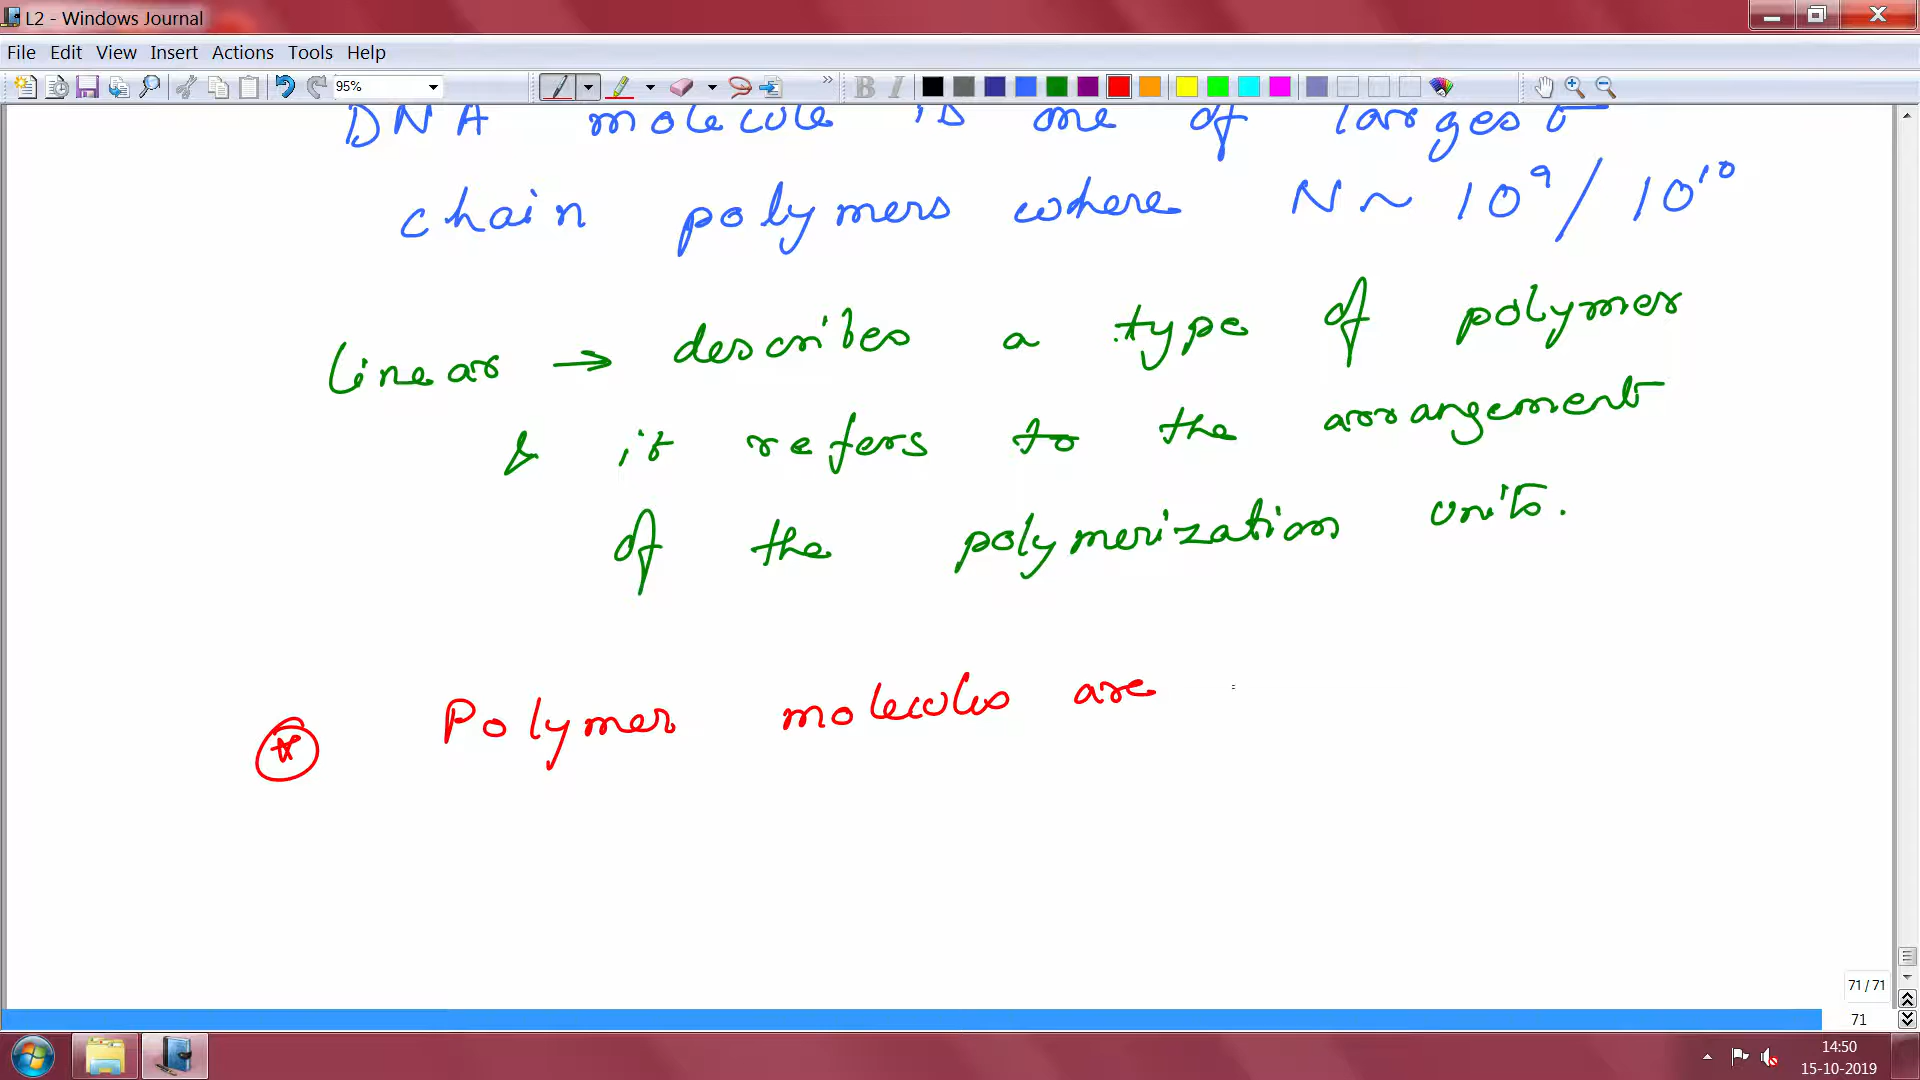 L2 - Windows Journal
File Edit View Insert Actions Tools Help
95%
DNA molecule is one of largest
chain polymers where N ~ 10⁹ / 10¹⁰
linear → describes a type of polymer
& it refers to the arrangement
of the polymerization units.
* Polymer molecules are
71 / 71
71
14:50
15-10-2019